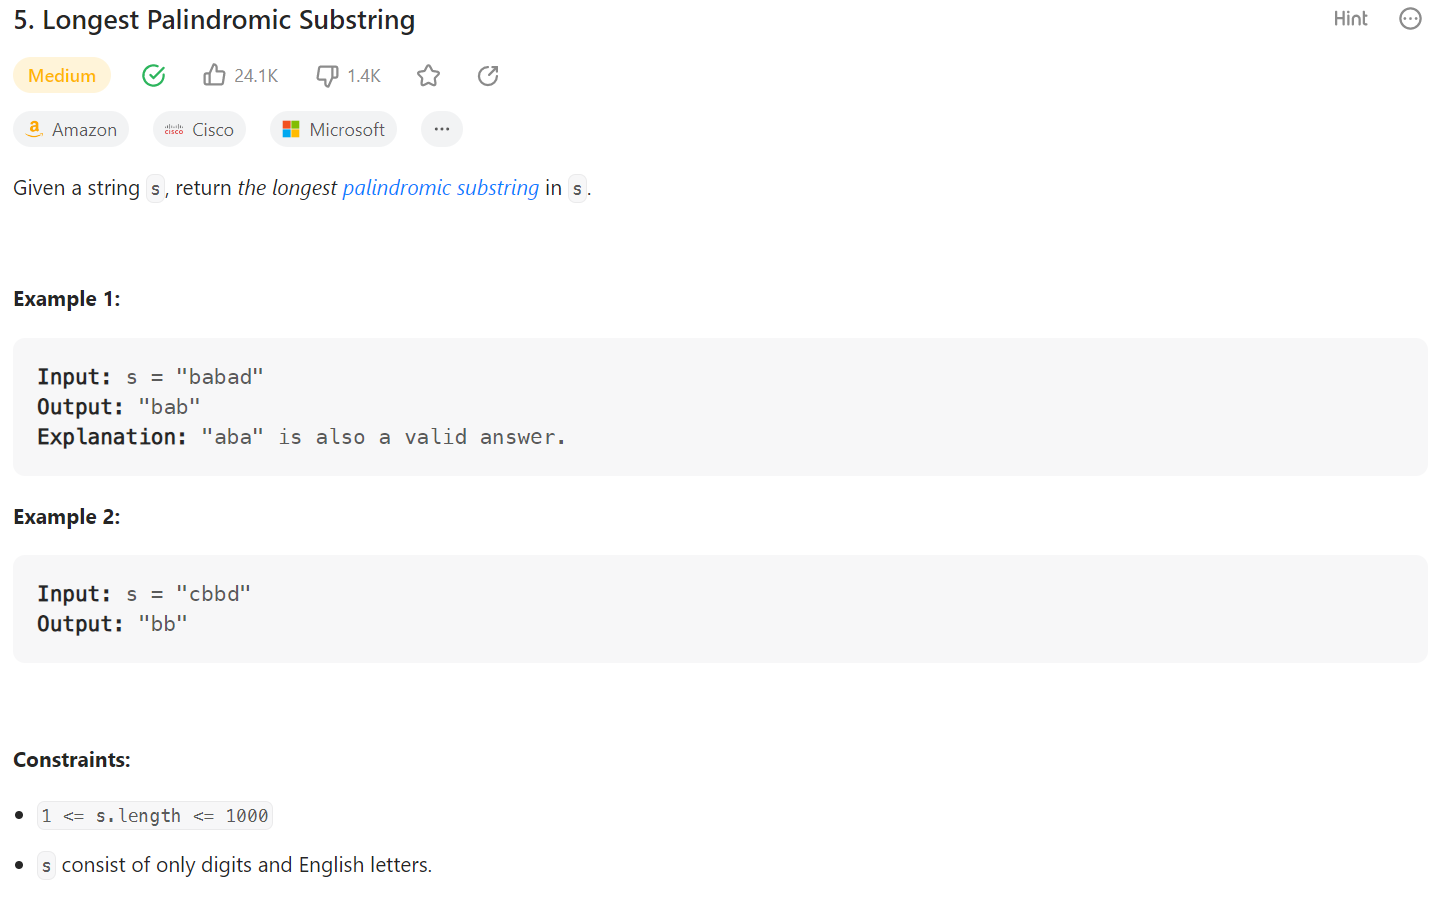 5. Longest Palindromic Substring
Hint
Medium
24.1K
1.4K
Amazon
cisco
Cisco
Microsoft
Given a string s, return the longest palindromic substring in s.
Example 1:
Input: s = "babad"
Output: "bab"
Explanation: "aba" is also a valid answer.
Example 2:
Input: s = "cbbd"
Output: "bb"
Constraints:
1 <= s.length <= 1000
s consist of only digits and English letters.